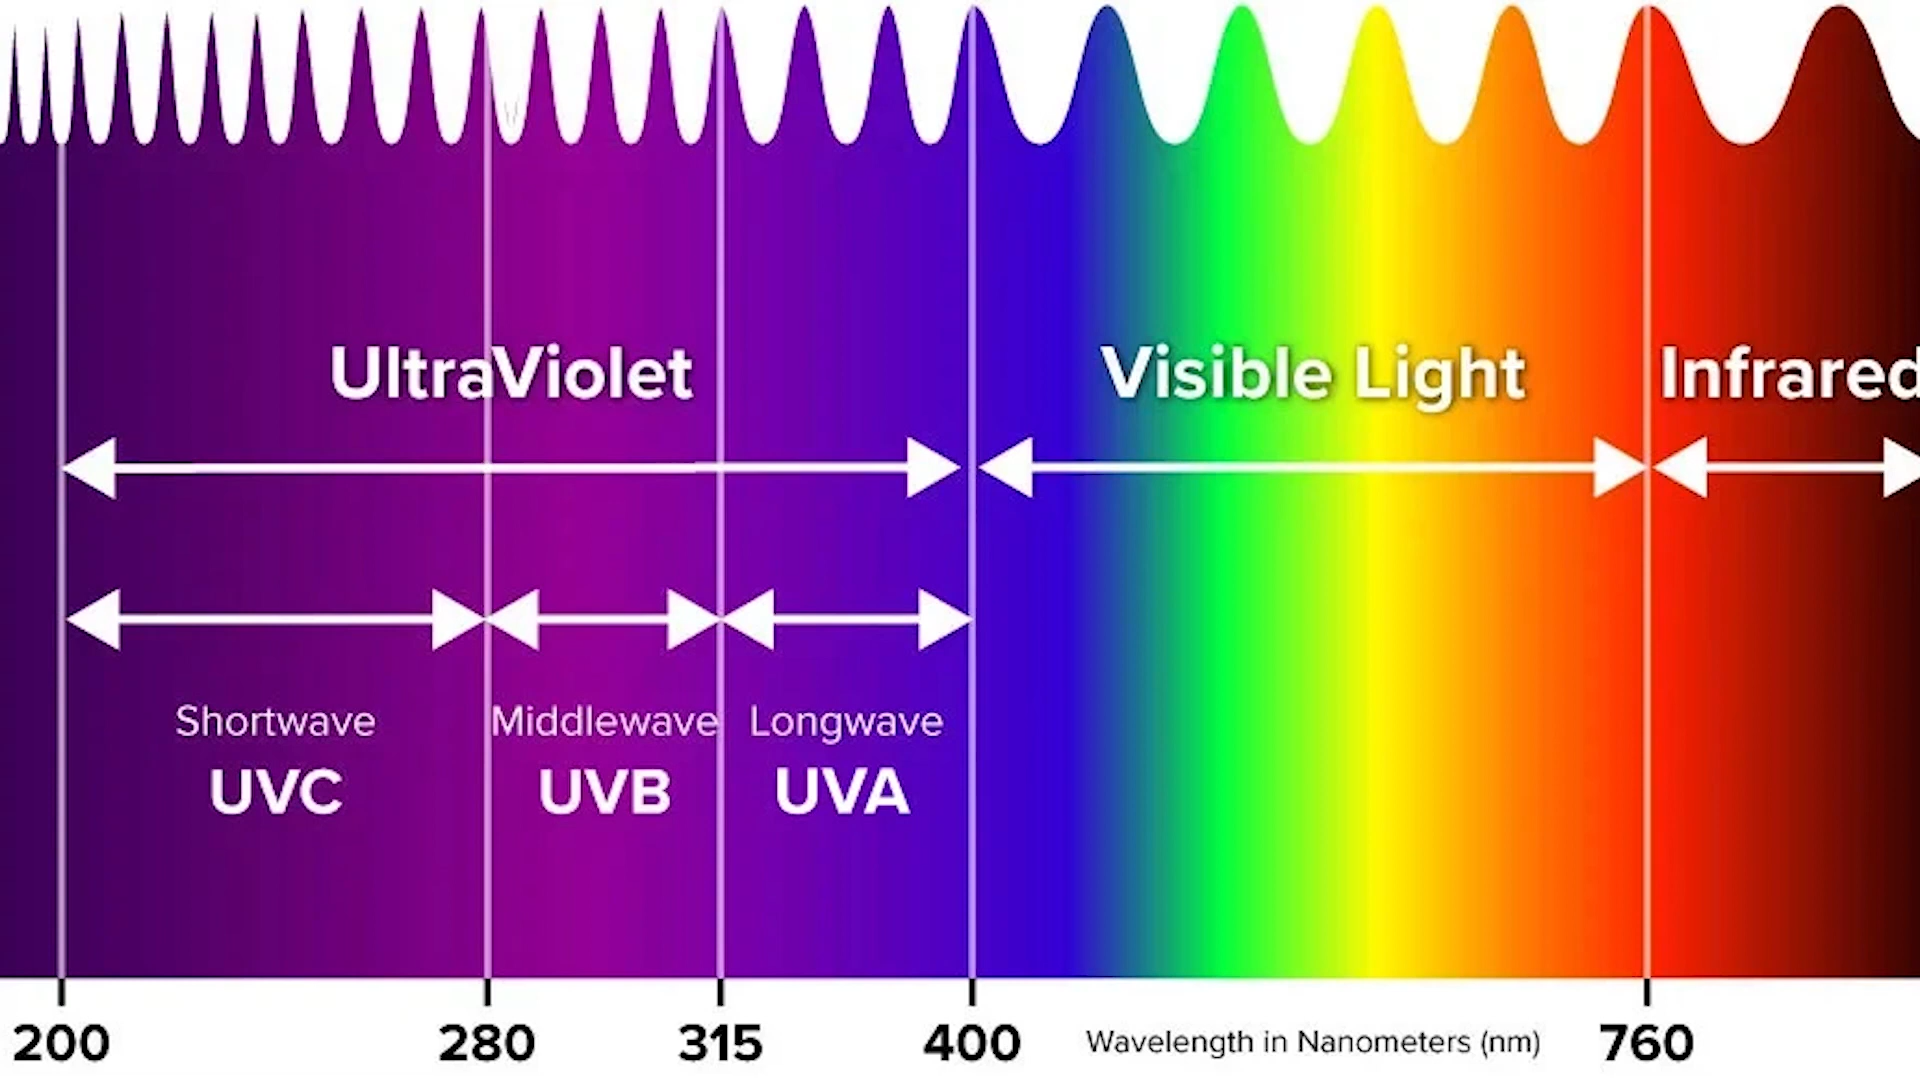 UltraViolet
Visible Light
Infrared
Shortwave
UVC
Middlewave
UVB
Longwave
UVA
200
280
315
400
Wavelength in Nanometers (nm)
760